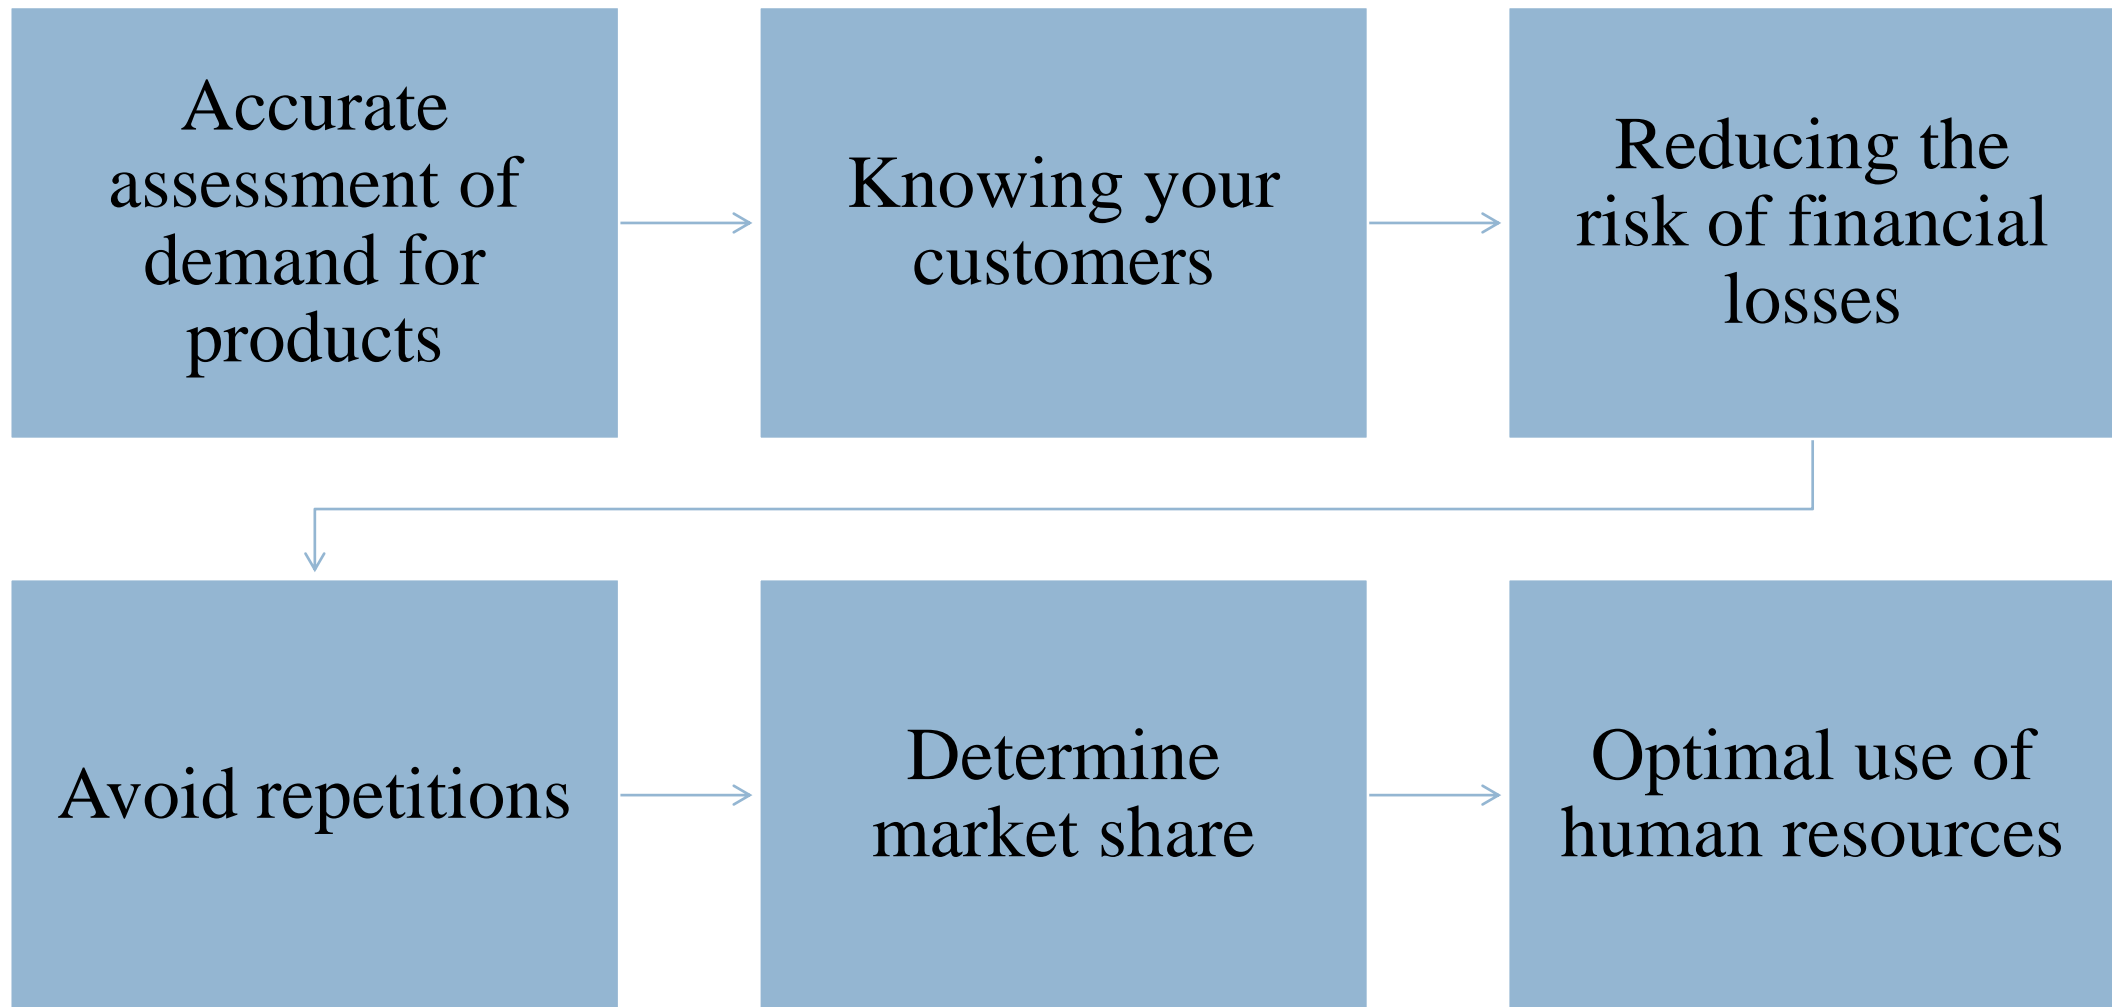 Accurate
assessment of
demand for
products
Knowing your
customers
Reducing the
risk of financial
losses
Avoid repetitions
Determine
market share
Optimal use of
human resources